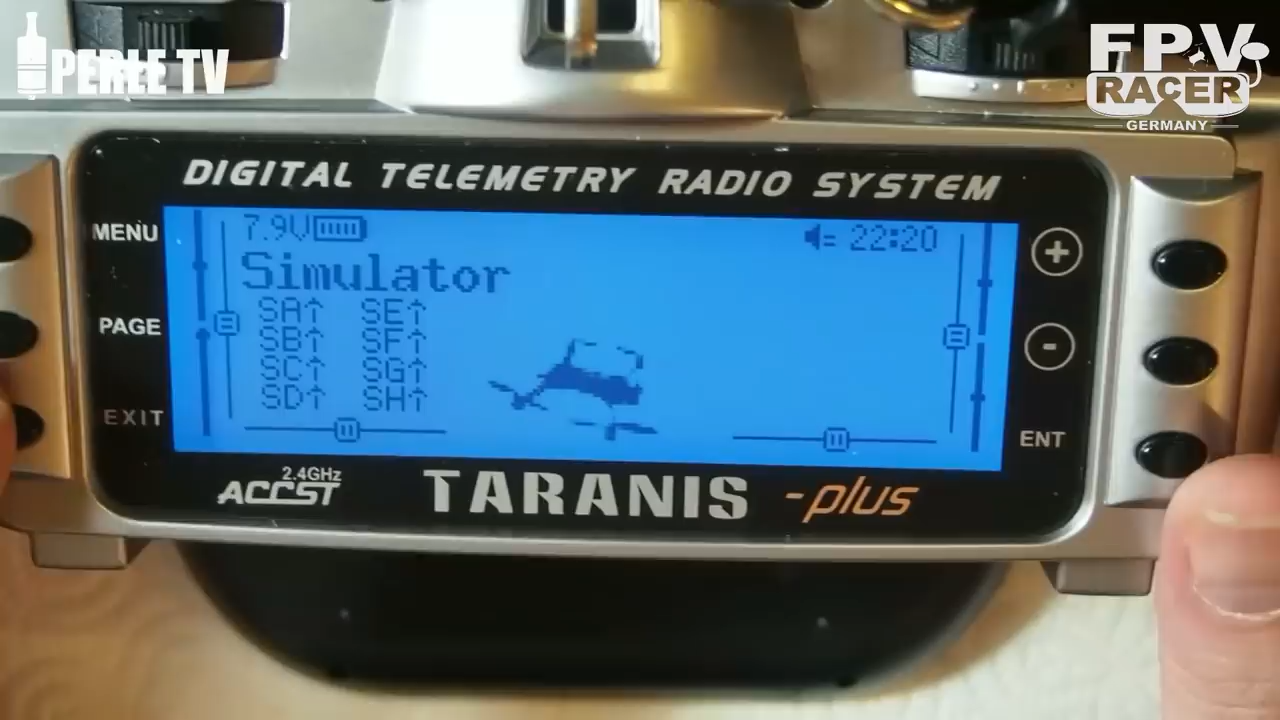 PERLE TV
FPV
RACER
GERMANY
DIGITAL TELEMETRY RADIO SYSTEM
MENU
PAGE
EXIT
7.9V
22:20
Simulator
SA↑ SE↑
SB↑ SF↑
SC↑ SG↑
SD↑ SH↑
+
-
ENT
2.4GHz
ACCST
TARANIS -plus